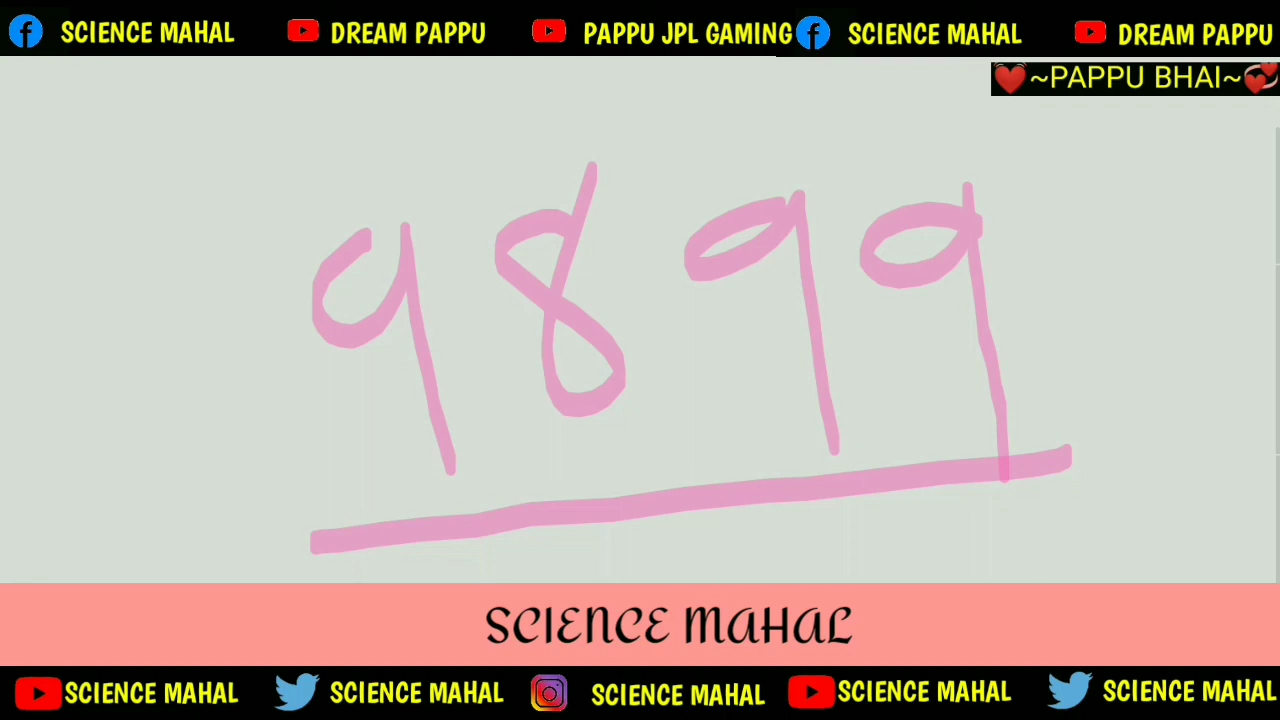 SCIENCE MAHAL DREAM PAPPU PAPPU JPL GAMING SCIENCE MAHAL DREAM PAPPU
~PAPPU BHAI~
9899
SCIENCE MAHAL
SCIENCE MAHAL SCIENCE MAHAL SCIENCE MAHAL SCIENCE MAHAL SCIENCE MAHAL